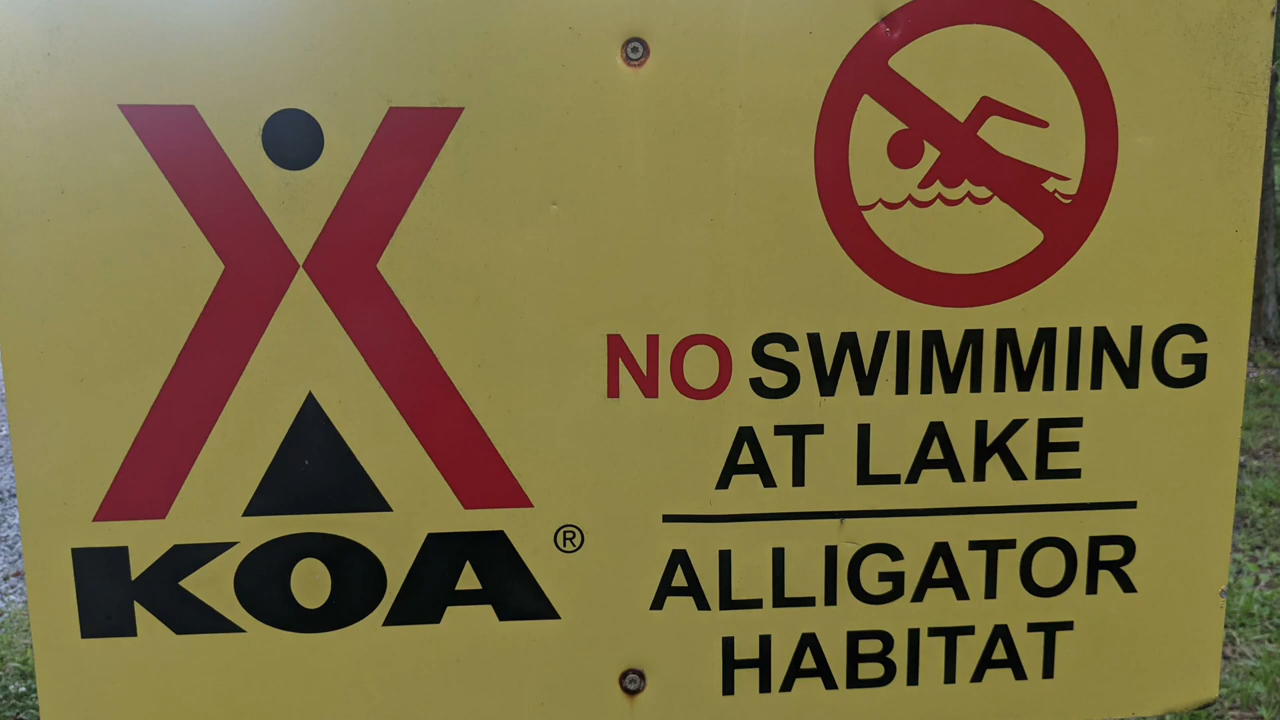 KOA®
NO SWIMMING
AT LAKE
ALLIGATOR
HABITAT